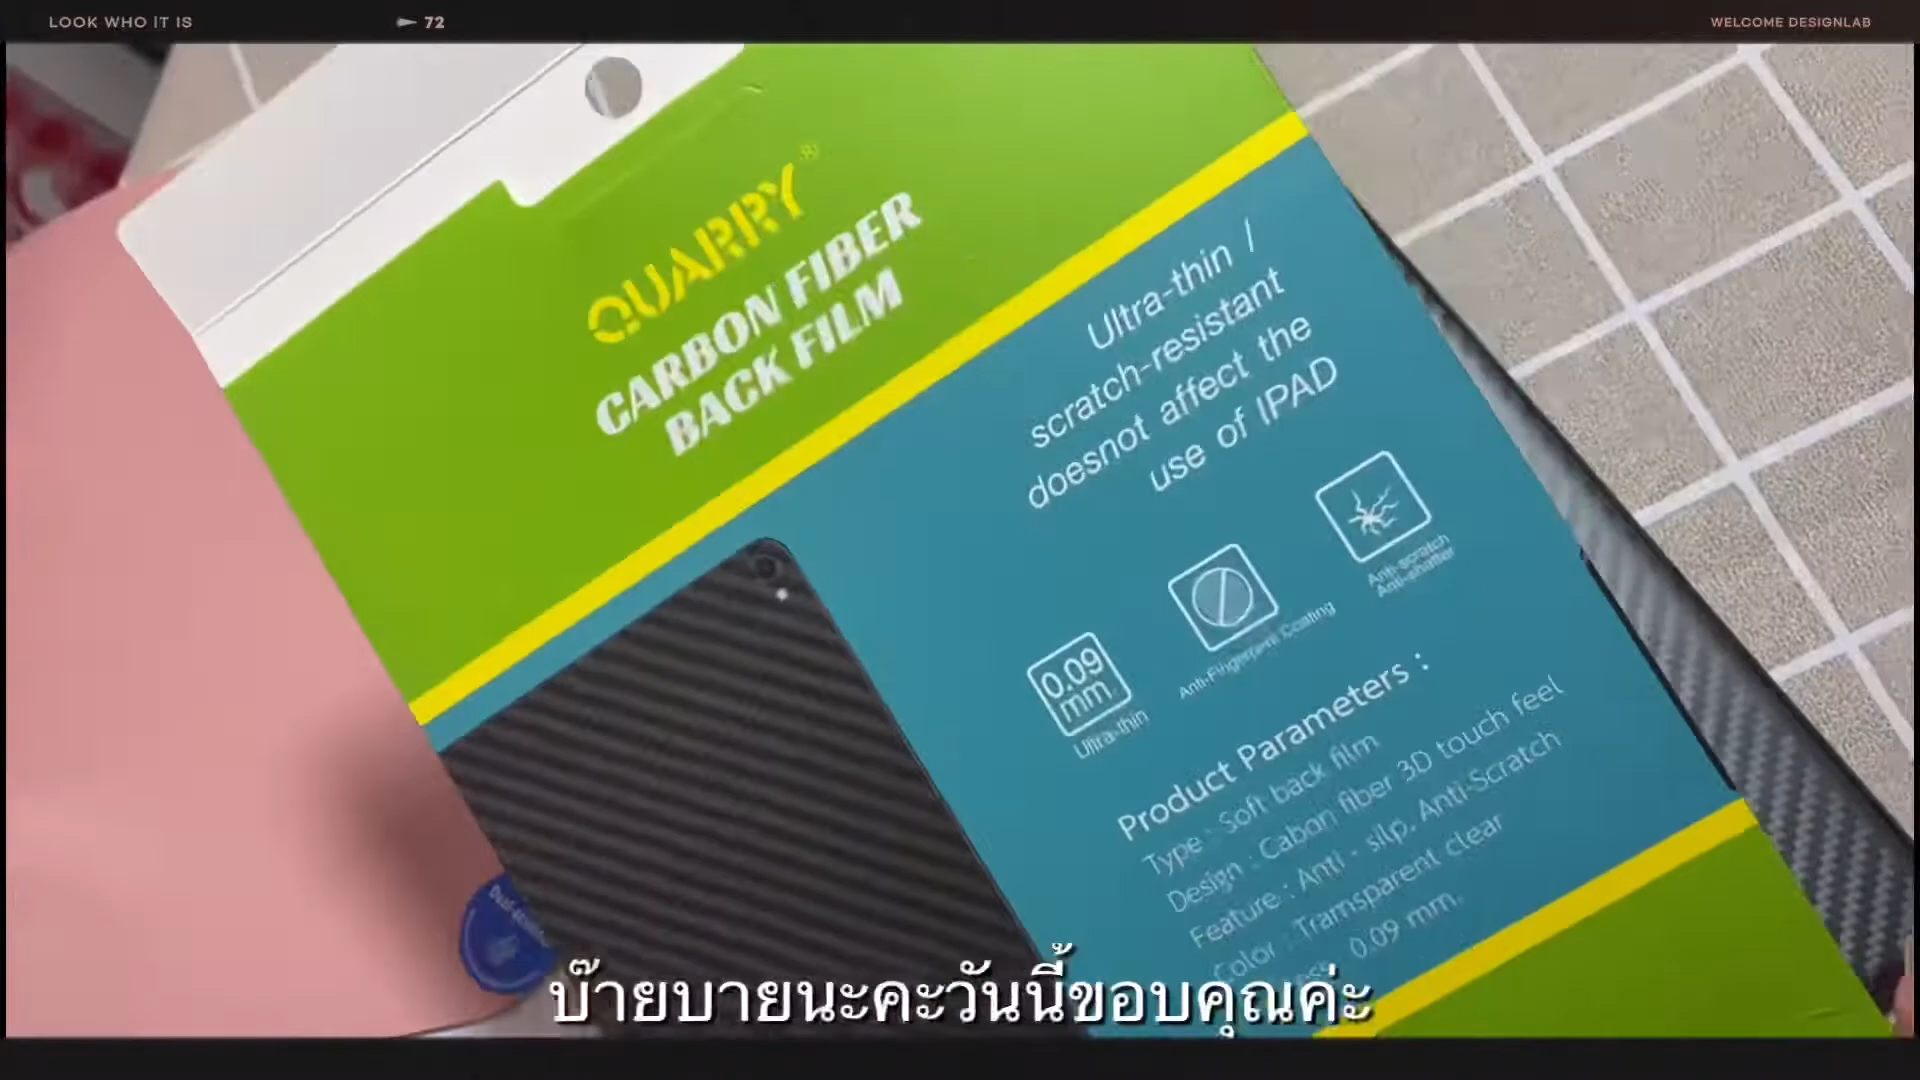 LOOK WHO IT IS
72
WELCOME DESIGNLAB
QUARRY®
CARBON FIBER
BACK FILM
Ultra-thin /
scratch-resistant
doesnot affect the
use of IPAD
Anti-scratch
Anti-shatter
Anti-Fingerprint Coating
0.09
mm.
Ultra-thin
Product Parameters :
Type : Soft back film
Design : Cabon fiber 3D touch feel
Feature : Anti - silp, Anti-Scratch
Color : Tramsparent clear
0.09 mm.
บ๊ายบายนะคะวันนี้ขอบคุณค่ะ